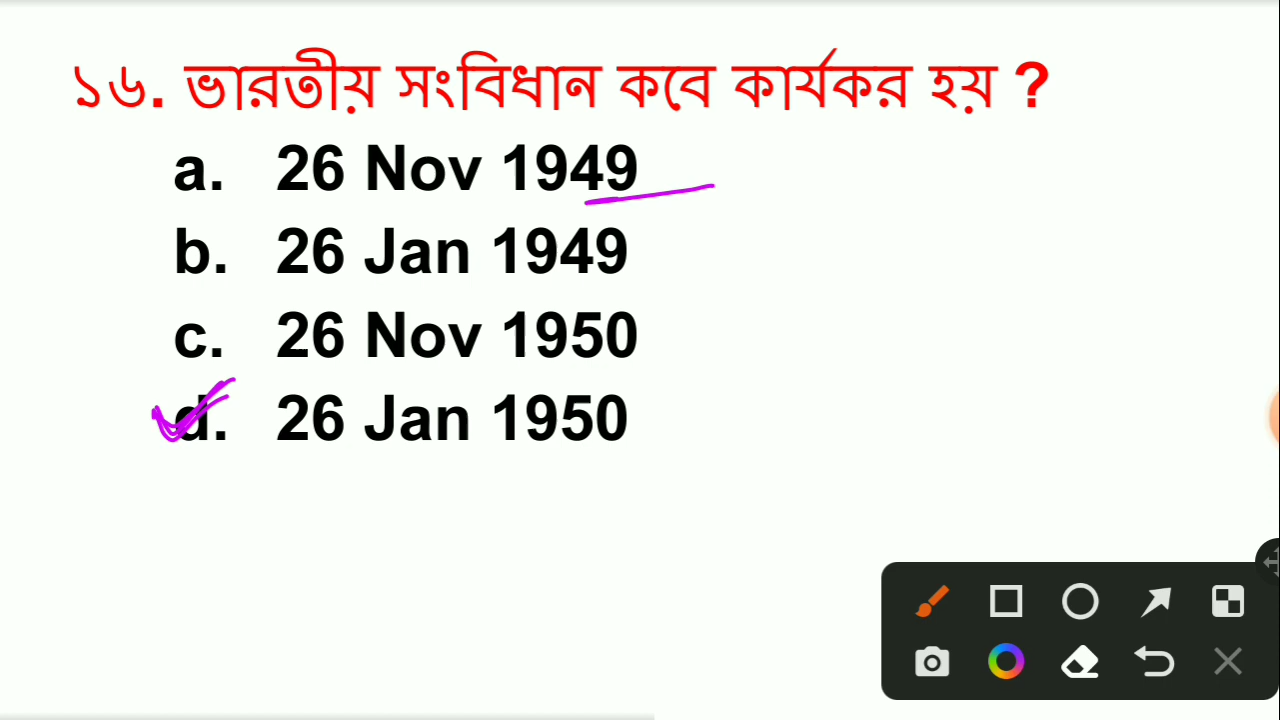 ১৬. ভারতীয় সংবিধান কবে কার্যকর হয় ?
a. 26 Nov 1949
b. 26 Jan 1949
c. 26 Nov 1950
d. 26 Jan 1950